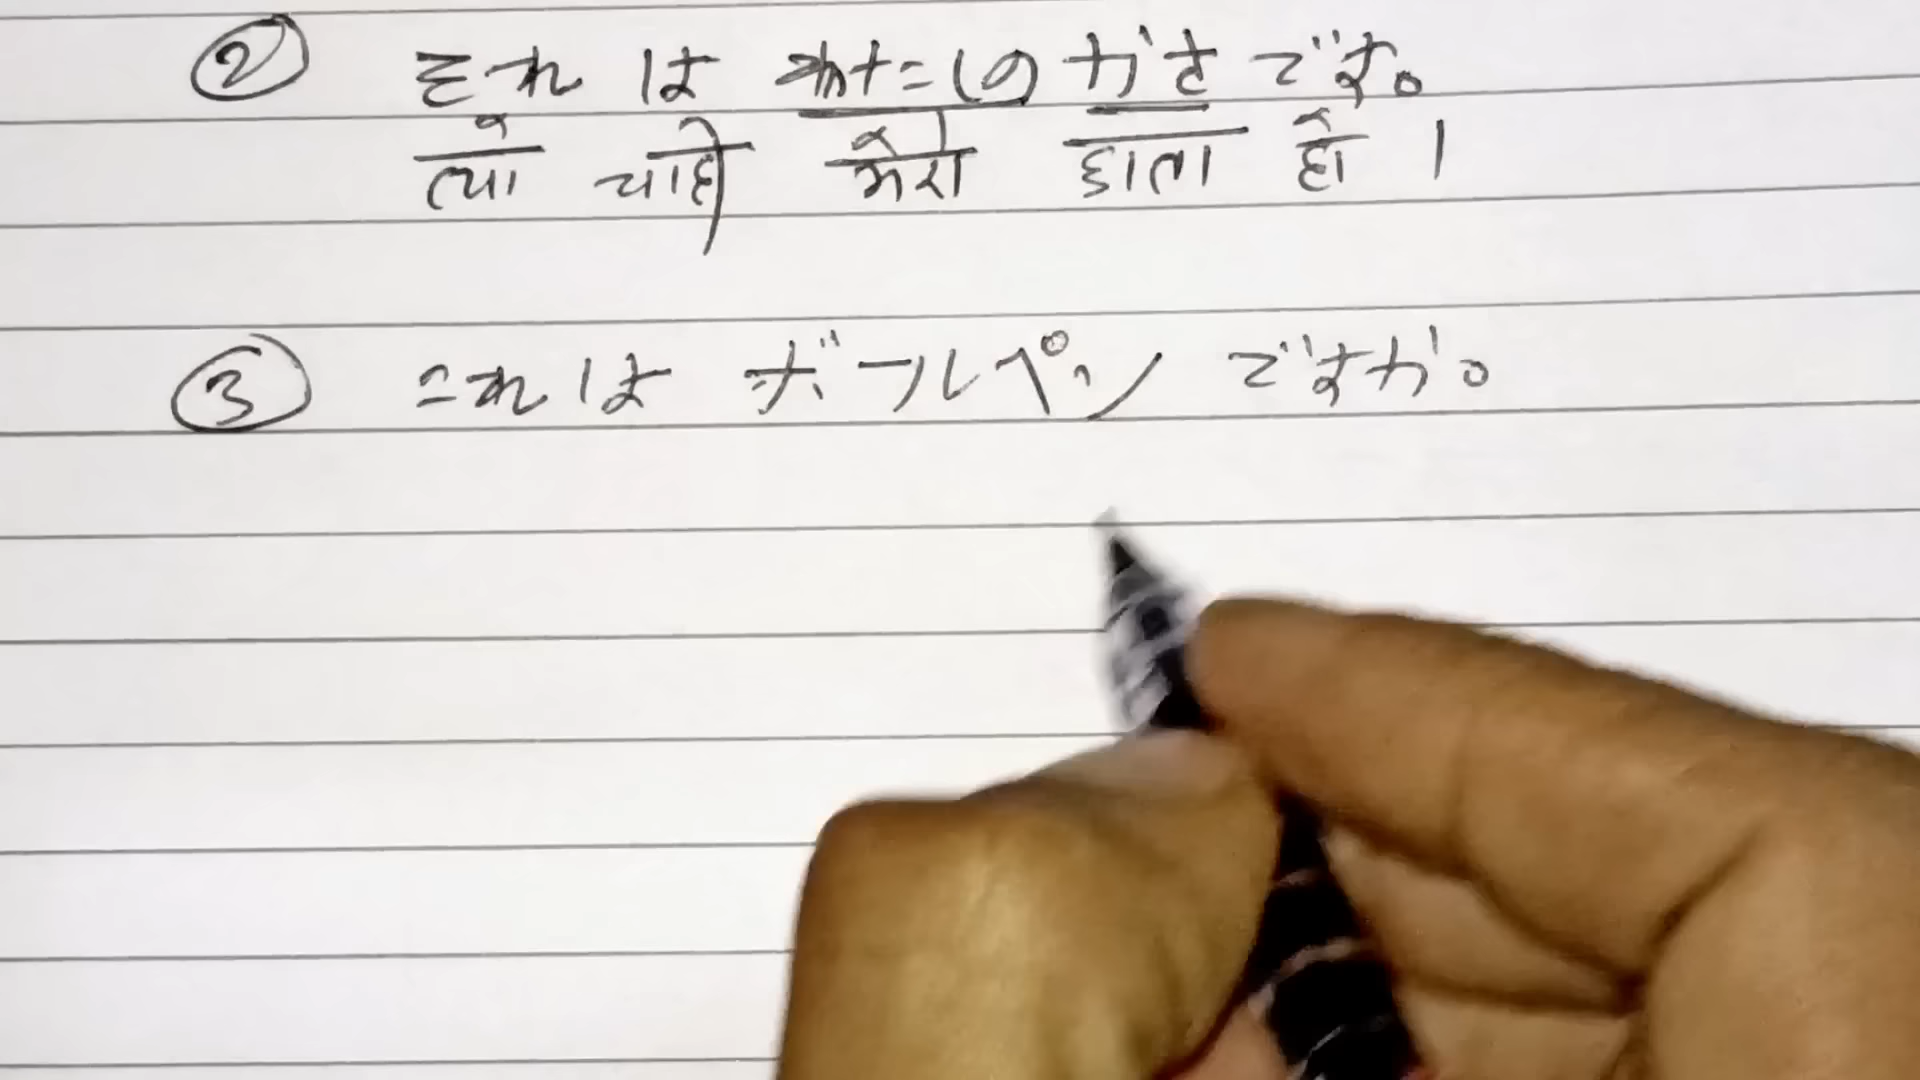 ② それ は わたしの かさ です。
त्यो चाही मेरो छाता हो ।
③ これは ボールペン ですか。